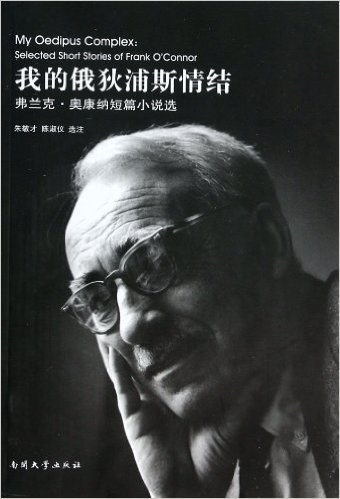 My Oedipus Complex:
Selected Short Stories of Frank O'Connor
我的俄狄浦斯情结
弗兰克·奥康纳短篇小说选
朱敏才 陈淑仪 选注
南开大学出版社